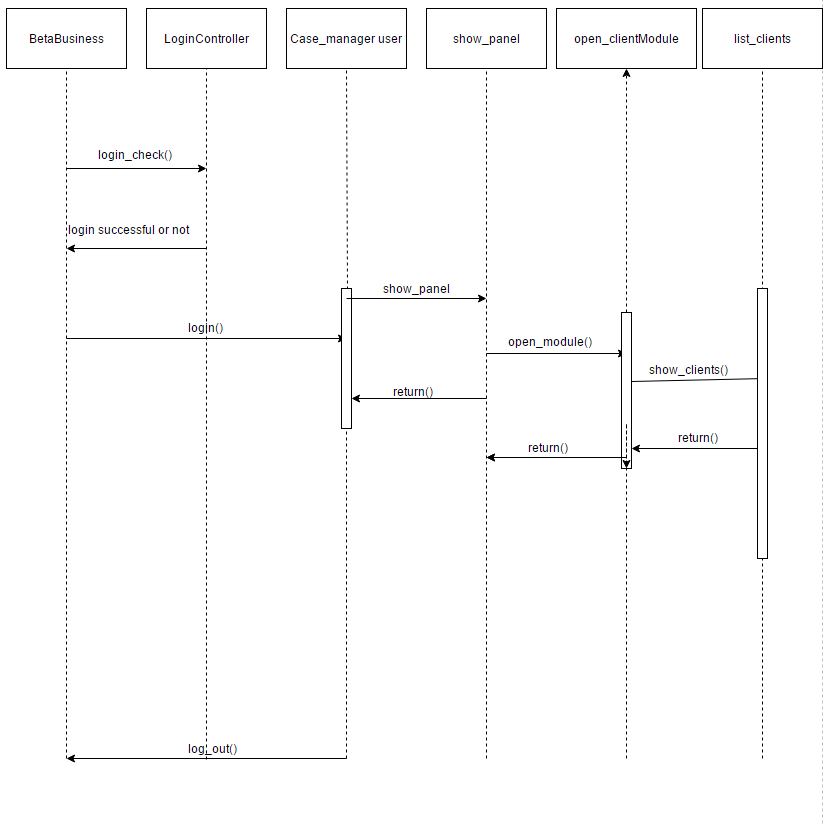 BetaBusiness
LoginController
Case_manager user
show_panel
open_clientModule
list_clients
login_check()
login successful or not
show_panel
login()
open_module()
show_clients()
return()
return()
return()
log_out()